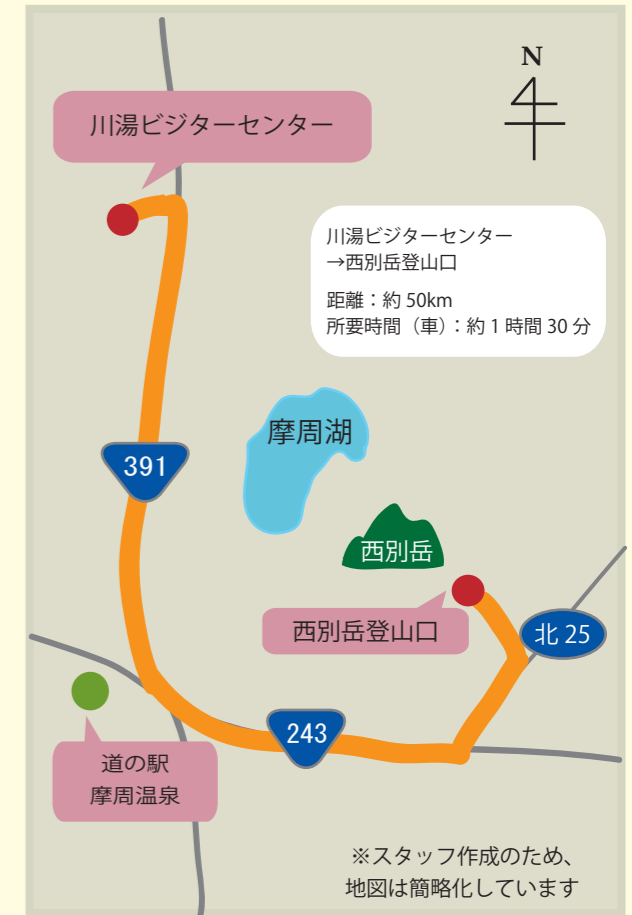 N
川湯ビジターセンター
川湯ビジターセンター
→西別岳登山口
距離：約 50km
所要時間（車）：約 1 時間 30 分
摩周湖
391
西別岳
西別岳登山口
北 25
243
道の駅
摩周温泉
※スタッフ作成のため、
地図は簡略化しています